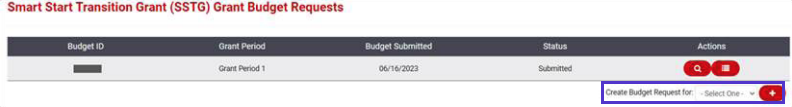 Smart Start Transition Grant (SSTG) Grant Budget Requests
Budget ID Grant Period Budget Submitted Status Actions
Grant Period 1 06/16/2023 Submitted
Create Budget Request for: - Select One -